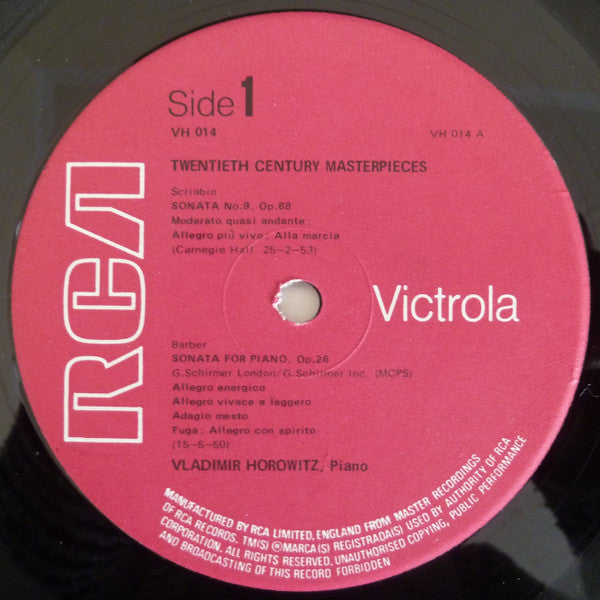 Side 1
VH 014
VH 014 A
TWENTIETH CENTURY MASTERPIECES
Scriabin
SONATA No.9, Op.68
Moderato quasi andante;
Allegro più vivo; Alla marcia
(Carnegie Hall 25-2-53)
RCA
Victrola
Barber
SONATA FOR PIANO, Op.26
G.Schirmer London/G.Schirmer Inc. (MCPS)
Allegro energico
Allegro vivace e leggero
Adagio mesto
Fuga: Allegro con spirito
(15-5-50)
VLADIMIR HOROWITZ, Piano
MANUFACTURED BY RCA LIMITED, ENGLAND FROM MASTER RECORDINGS
OF RCA RECORDS. TM(S) ® MARCA(S) REGISTRADA(S) USED BY AUTHORITY OF RCA
CORPORATION. ALL RIGHTS RESERVED. UNAUTHORISED COPYING, PUBLIC PERFORMANCE
AND BROADCASTING OF THIS RECORD FORBIDDEN